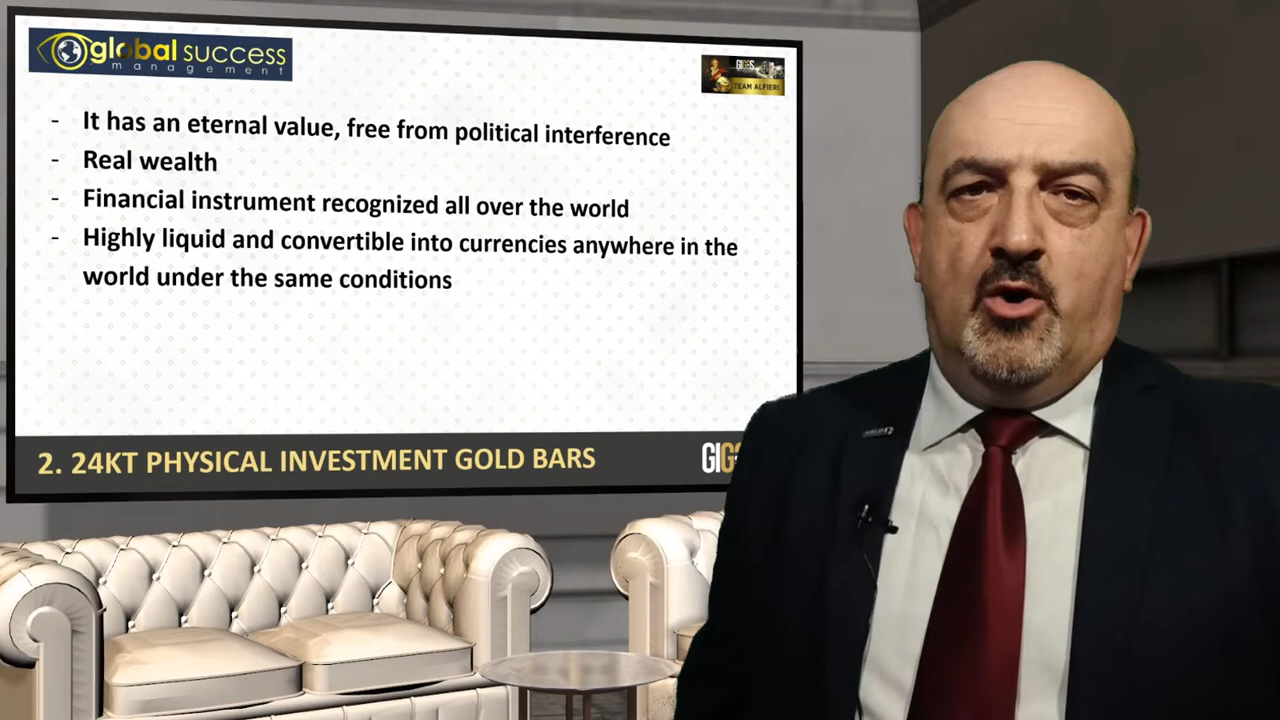 global success
management
TEAM ALFIERI
- It has an eternal value, free from political interference
- Real wealth
- Financial instrument recognized all over the world
- Highly liquid and convertible into currencies anywhere in the
world under the same conditions
2. 24KT PHYSICAL INVESTMENT GOLD BARS